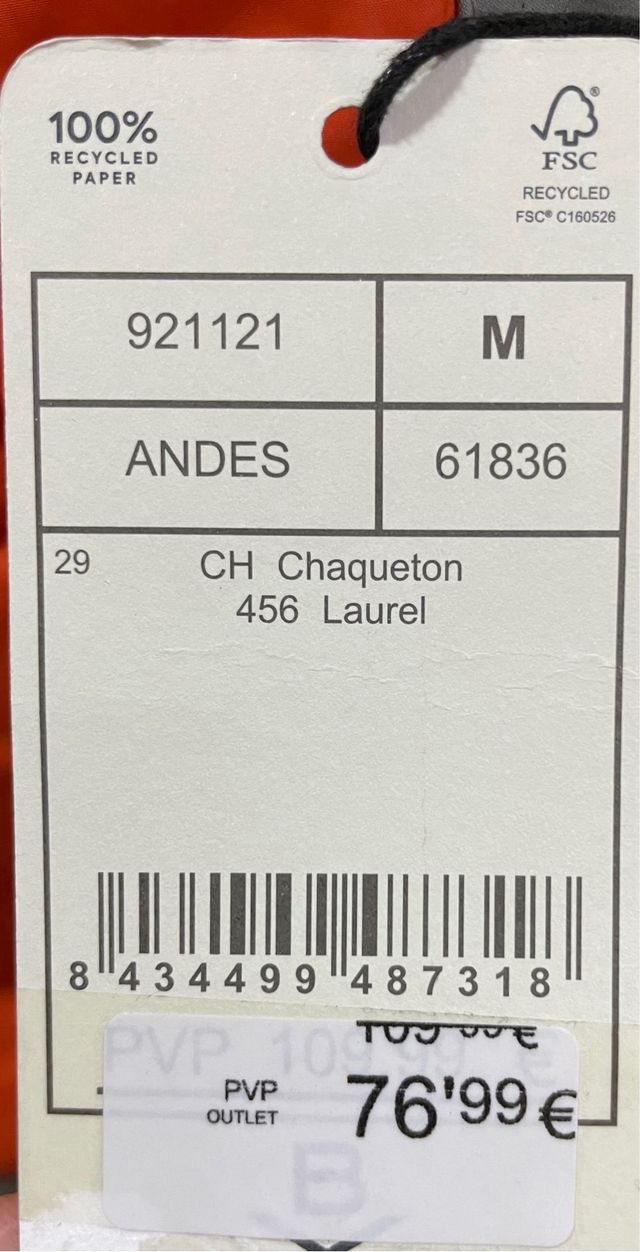 100%
RECYCLED
PAPER
FSC®
RECYCLED
FSC® C160526
921121
M
ANDES
61836
29 CH Chaqueton
456 Laurel
8 434499 487318
PVP 109,99 €
PVP
OUTLET
76'99 €
B